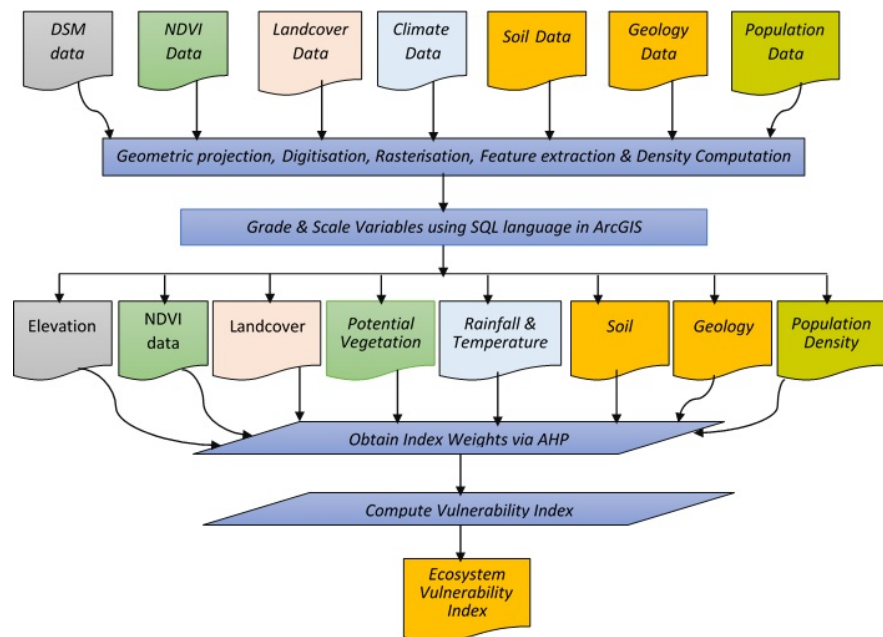 DSM
data
NDVI
Data
Landcover
Data
Climate
Data
Soil Data
Geology
Data
Population
Data
Geometric projection, Digitisation, Rasterisation, Feature extraction & Density Computation
Grade & Scale Variables using SQL language in ArcGIS
Elevation
NDVI
data
Landcover
Potential
Vegetation
Rainfall &
Temperature
Soil
Geology
Population
Density
Obtain Index Weights via AHP
Compute Vulnerability Index
Ecosystem
Vulnerability
Index